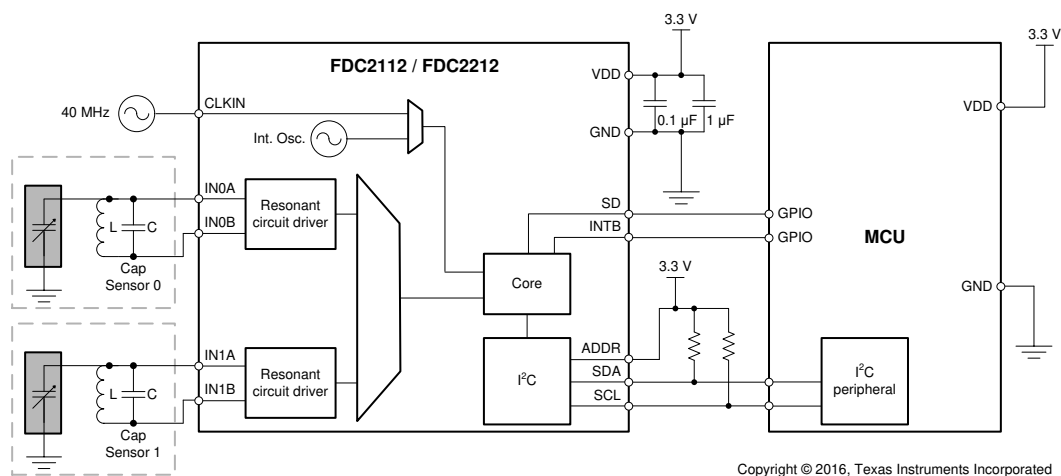 3.3 V
3.3 V
FDC2112 / FDC2212
VDD
VDD
CLKIN
40 MHz
0.1 µF
1 µF
Int. Osc.
GND
IN0A
Resonant
circuit driver
SD
GPIO
L
C
IN0B
INTB
GPIO
MCU
Cap
Sensor 0
Core
3.3 V
GND
IN1A
Resonant
circuit driver
ADDR
L
C
IN1B
I²C
SDA
I²C
peripheral
SCL
Cap
Sensor 1
Copyright © 2016, Texas Instruments Incorporated